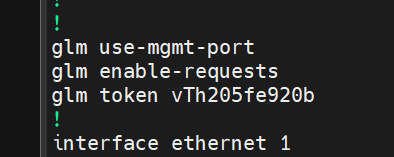 !
!
glm use-mgmt-port
glm enable-requests
glm token vTh205fe920b
!
interface ethernet 1